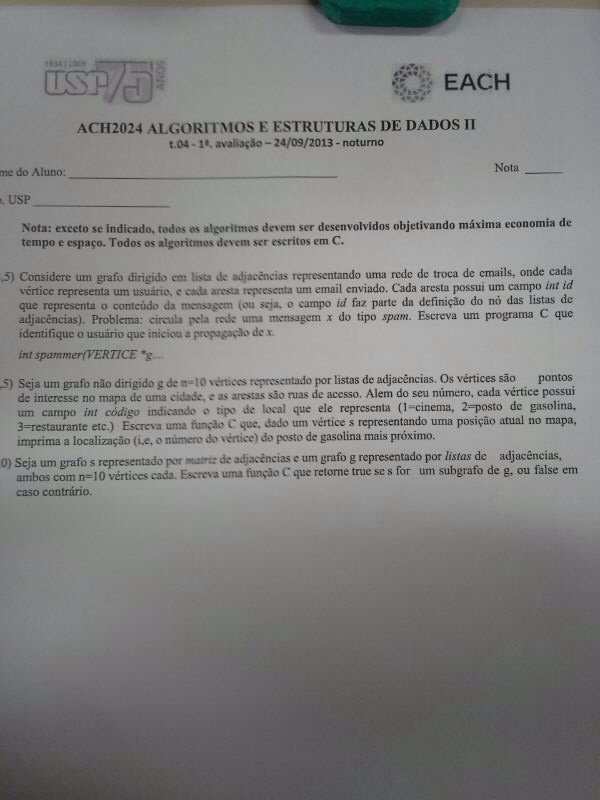 1934/2009
USP 75 ANOS
EACH
ACH2024 ALGORITMOS E ESTRUTURAS DE DADOS II
t.04 - 1ª. avaliação – 24/09/2013 - noturno
me do Aluno:
Nota
. USP
Nota: exceto se indicado, todos os algoritmos devem ser desenvolvidos objetivando máxima economia de
tempo e espaço. Todos os algoritmos devem ser escritos em C.
,5) Considere um grafo dirigido em lista de adjacências representando uma rede de troca de emails, onde cada
vértice representa um usuário, e cada aresta representa um email enviado. Cada aresta possui um campo int id
que representa o conteúdo da mensagem (ou seja, o campo id faz parte da definição do nó das listas de
adjacências). Problema: circula pela rede uma mensagem x do tipo spam. Escreva um programa C que
identifique o usuário que iniciou a propagação de x.
int spammer(VERTICE *g....
,5) Seja um grafo não dirigido g de n=10 vértices representado por listas de adjacências. Os vértices são pontos
de interesse no mapa de uma cidade, e as arestas são ruas de acesso. Alem do seu número, cada vértice possui
um campo int código indicando o tipo de local que ele representa (1=cinema, 2=posto de gasolina,
3=restaurante etc.) Escreva uma função C que, dado um vértice s representando uma posição atual no mapa,
imprima a localização (i,e, o número do vértice) do posto de gasolina mais próximo.
0) Seja um grafo s representado por matriz de adjacências e um grafo g representado por listas de adjacências,
ambos com n=10 vértices cada. Escreva uma função C que retorne true se s for um subgrafo de g, ou false em
caso contrário.